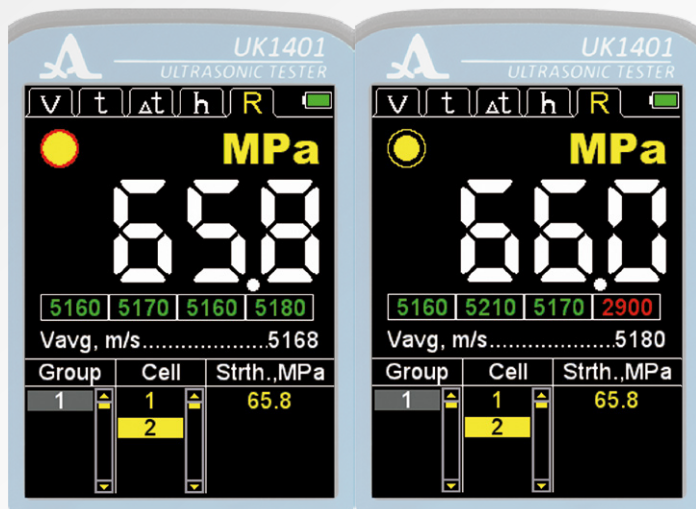 UK1401
ULTRASONIC TESTER
V t Δt h R
MPa
65.8
5160 5170 5160 5180
Vavg, m/s......................5168
Group Cell Strth.,MPa
1 1 65.8
2
UK1401
ULTRASONIC TESTER
V t Δt h R
MPa
66.0
5160 5210 5170 2900
Vavg, m/s......................5180
Group Cell Strth.,MPa
1 1 65.8
2